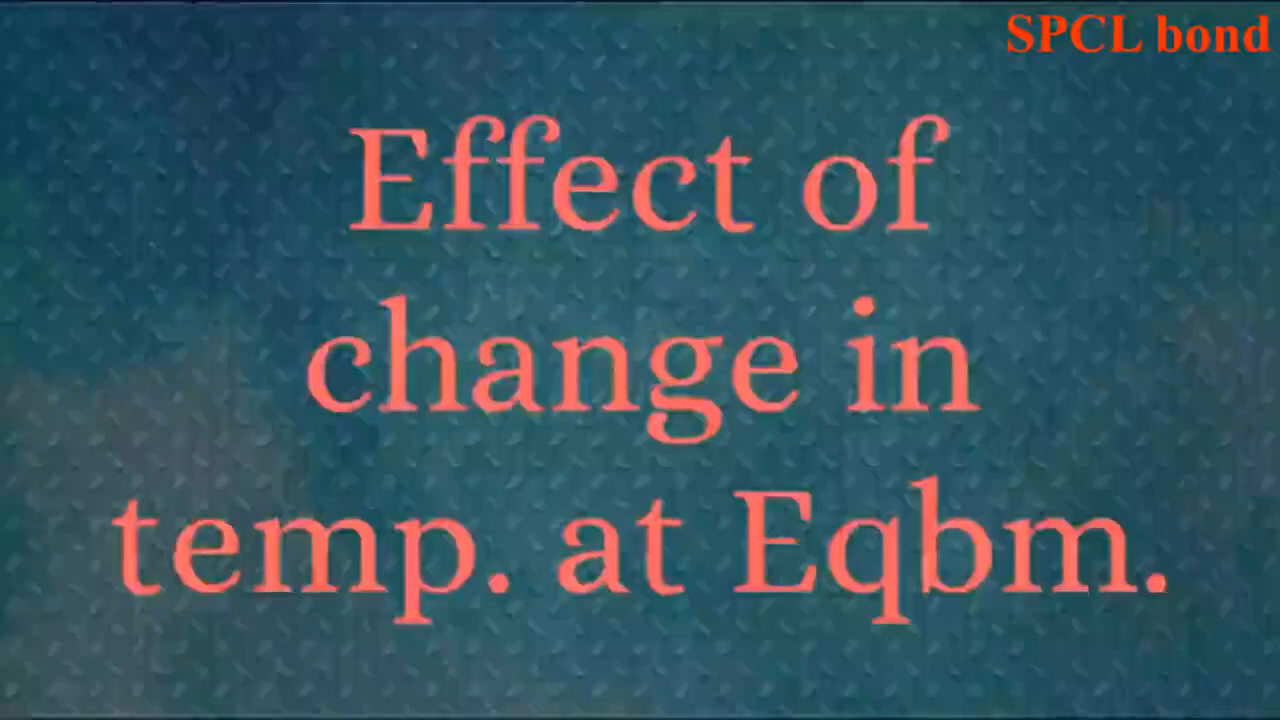 SPCL bond
Effect of
change in
temp. at Eqbm.